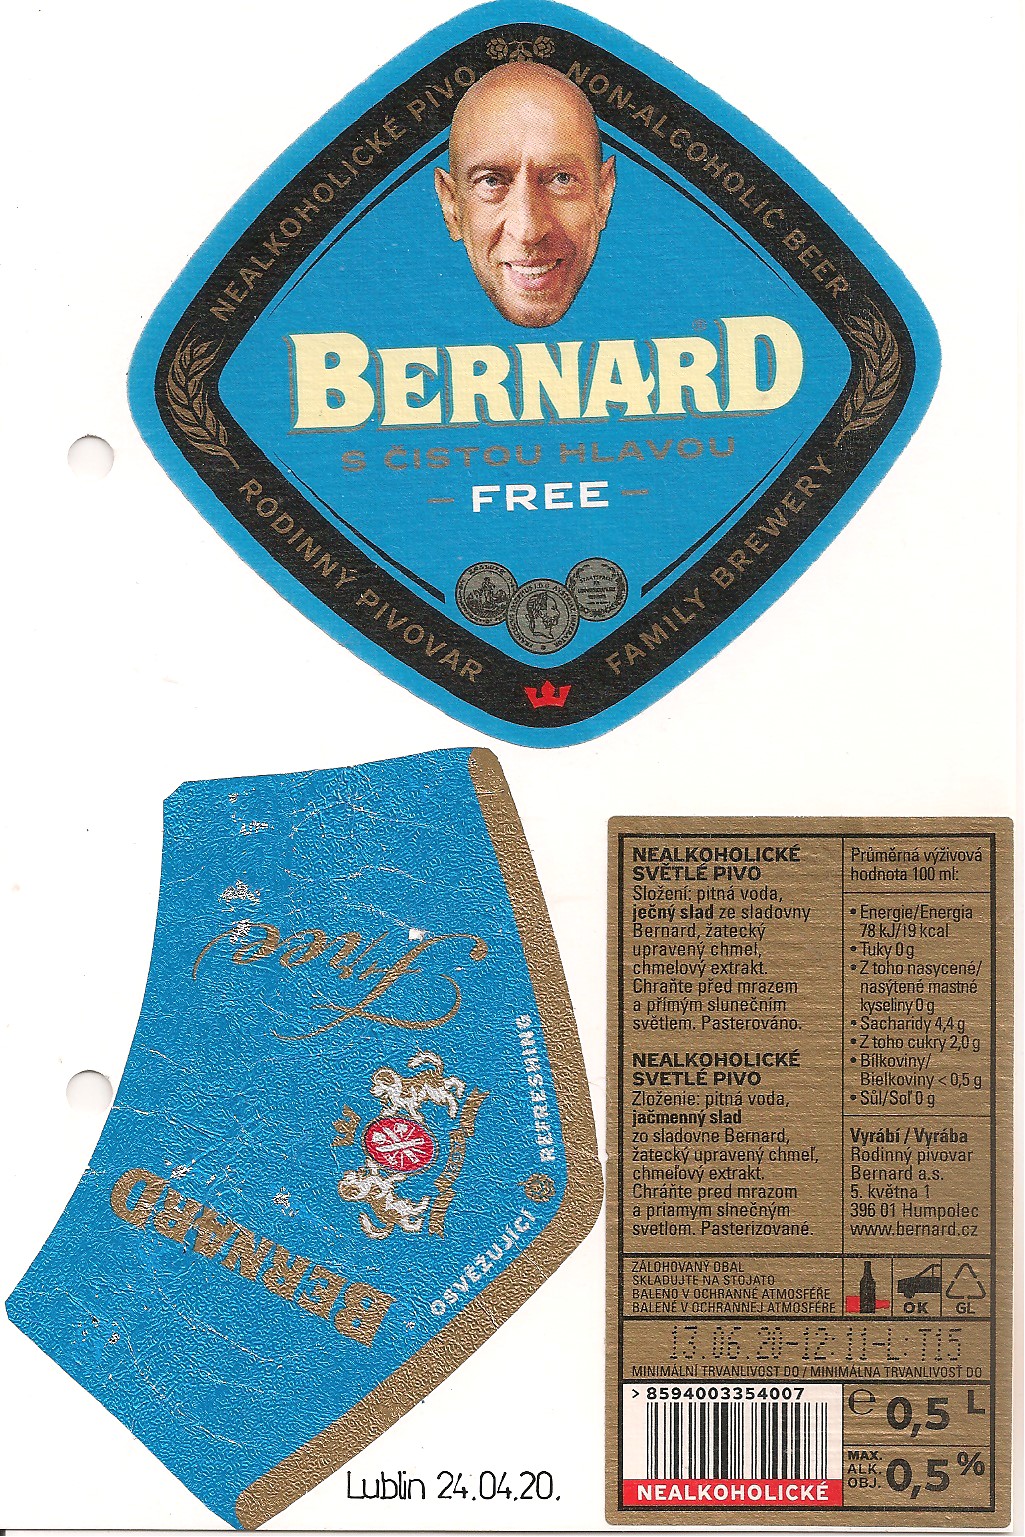 NEALKOHOLICKÉ PIVO
NON-ALCOHOLIC BEER
BERNARD
S ČISTOU HLAVOU
– FREE –
RODINNÝ PIVOVAR
FAMILY BREWERY
Free
BERNARD
OSVĚŽUJÍCÍ
REFRESHING
NEALKOHOLICKÉ
SVĚTLÉ PIVO
Složení: pitná voda,
ječný slad ze sladovny
Bernard, žatecký
upravený chmel,
chmelový extrakt.
Chraňte před mrazem
a přímým slunečním
světlem. Pasterováno.
NEALKOHOLICKÉ
SVETLÉ PIVO
Zloženie: pitná voda,
jačmenný slad
zo sladovne Bernard,
žatecký upravený chmeľ,
chmeľový extrakt.
Chráňte pred mrazom
a priamym slnečným
svetlom. Pasterizované.
Průměrná výživová
hodnota 100 ml:
• Energie/Energia
78 kJ/19 kcal
• Tuky 0 g
• Z toho nasycené/
nasýtené mastné
kyseliny 0 g
• Sacharidy 4,4 g
• Z toho cukry 2,0 g
• Bílkoviny/
Bielkoviny < 0,5 g
• Sůl/Soľ 0 g
Vyrábí / Vyrába
Rodinný pivovar
Bernard a.s.
5. května 1
396 01 Humpolec
www.bernard.cz
ZÁLOHOVANÝ OBAL
SKLADUJTE NA STOJATO
BALENO V OCHRANNÉ ATMOSFÉŘE
BALENÉ V OCHRANNEJ ATMOSFÉRE
OK
GL
13.06.20-12:11-L:T15
MINIMÁLNÍ TRVANLIVOST DO / MINIMÁLNA TRVANLIVOSŤ DO
> 8594003354007
NEALKOHOLICKÉ
e 0,5 L
MAX.
ALK.
OBJ. 0,5 %
Lublin 24.04.20.